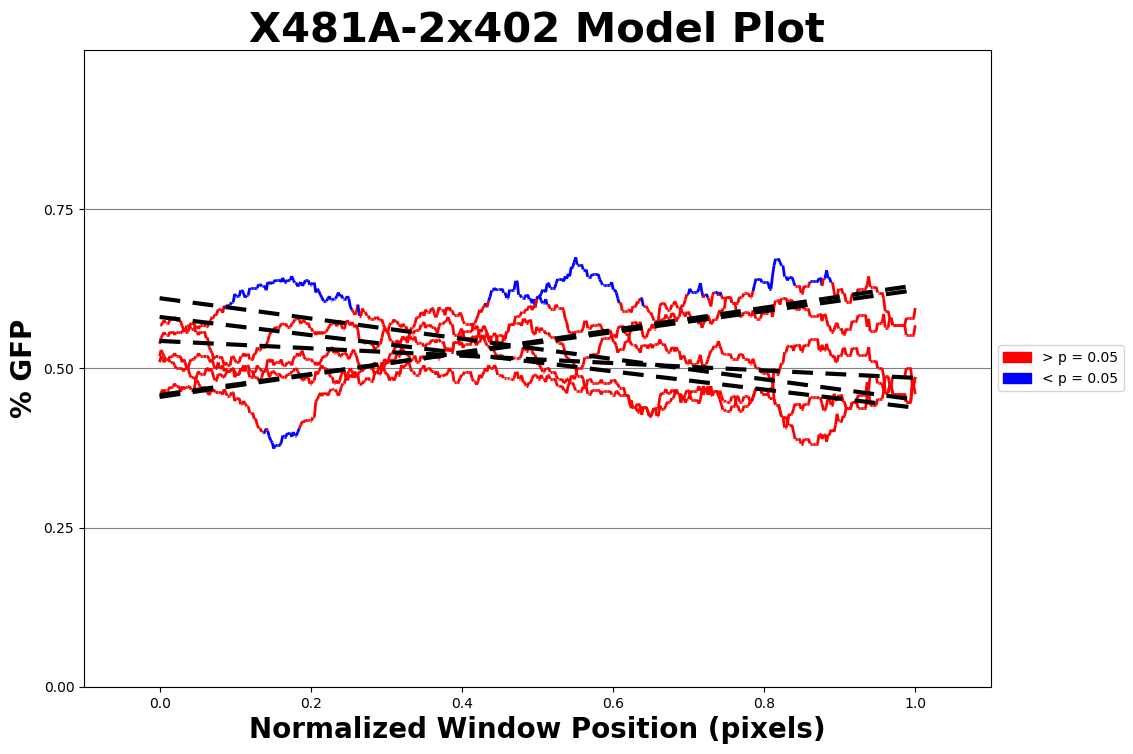 X481A-2x402 Model Plot
% GFP
0.75
0.50
0.25
0.00
0.0 0.2 0.4 0.6 0.8 1.0
Normalized Window Position (pixels)
> p = 0.05
< p = 0.05